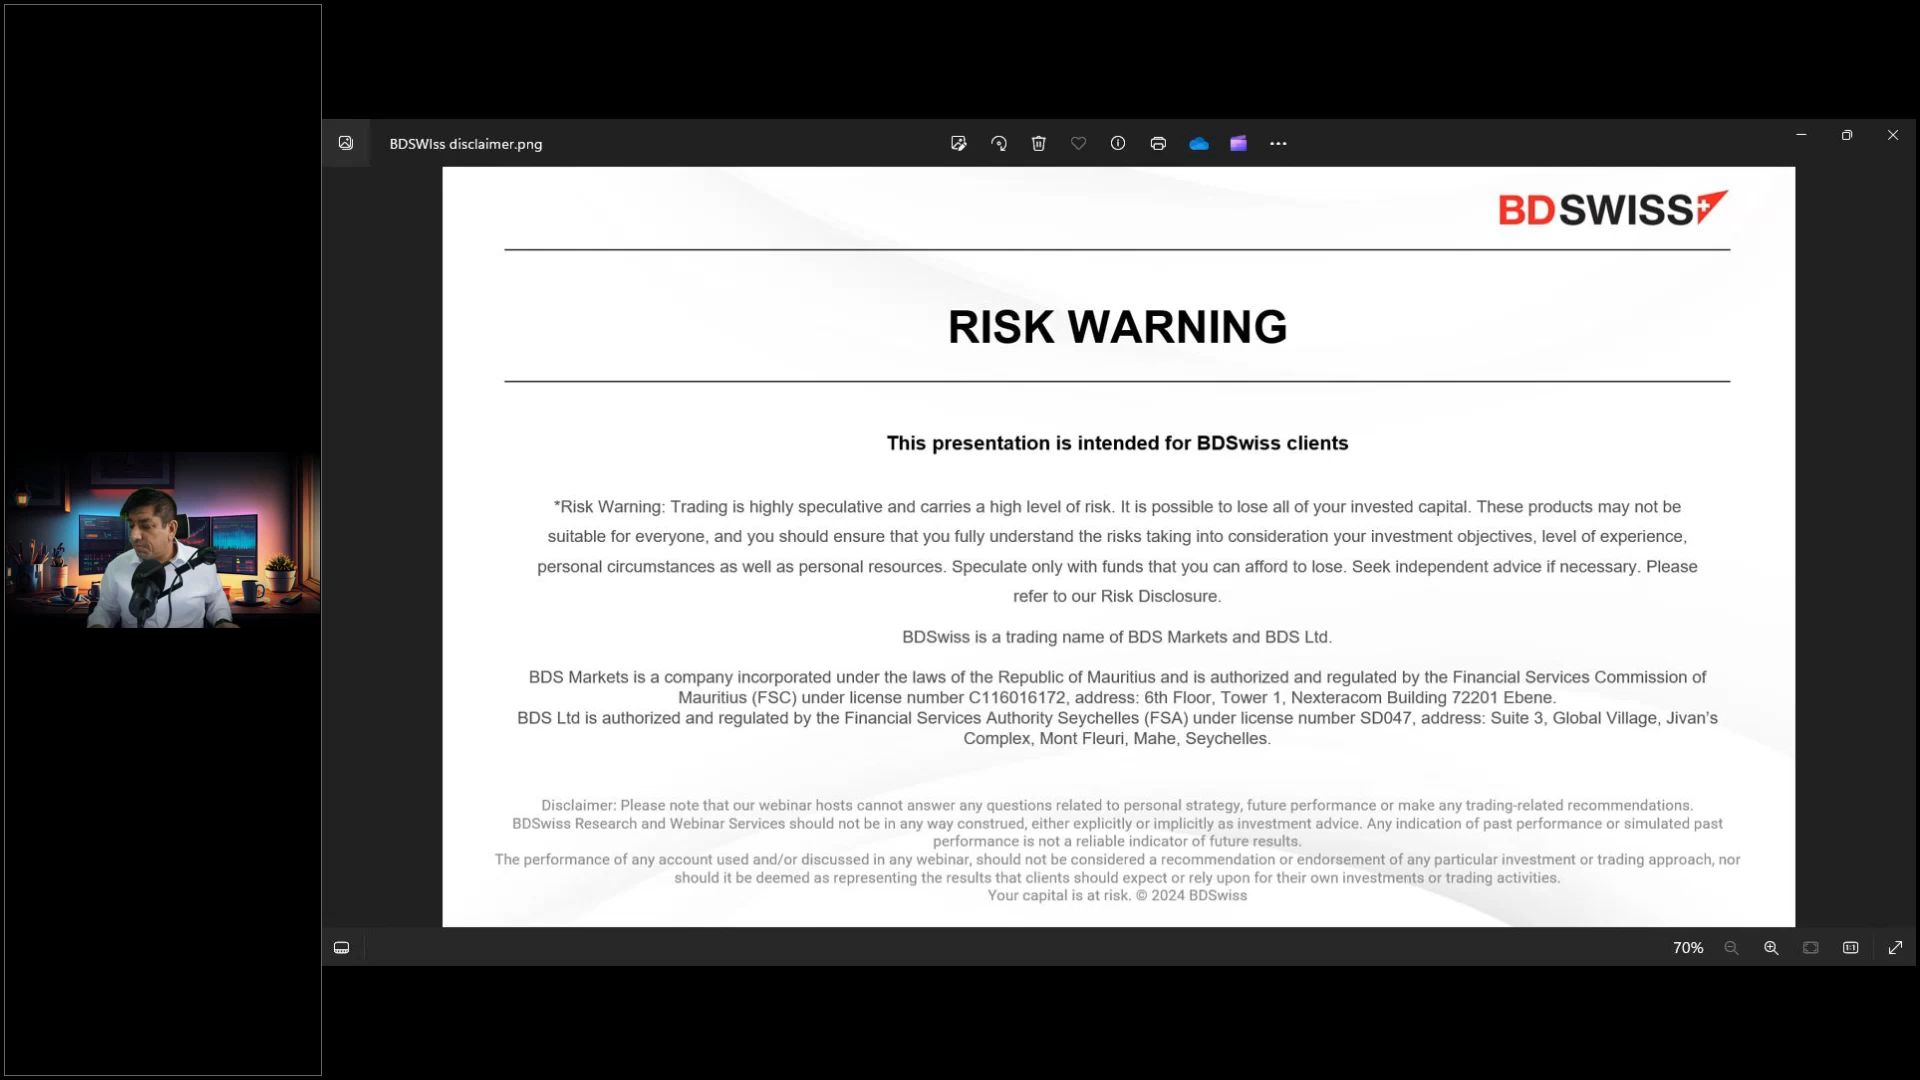 BDSWIss disclaimer.png
BDSWISS
RISK WARNING
This presentation is intended for BDSwiss clients
*Risk Warning: Trading is highly speculative and carries a high level of risk. It is possible to lose all of your invested capital. These products may not be
suitable for everyone, and you should ensure that you fully understand the risks taking into consideration your investment objectives, level of experience,
personal circumstances as well as personal resources. Speculate only with funds that you can afford to lose. Seek independent advice if necessary. Please
refer to our Risk Disclosure.
BDSwiss is a trading name of BDS Markets and BDS Ltd.
BDS Markets is a company incorporated under the laws of the Republic of Mauritius and is authorized and regulated by the Financial Services Commission of
Mauritius (FSC) under license number C116016172, address: 6th Floor, Tower 1, Nexteracom Building 72201 Ebene.
BDS Ltd is authorized and regulated by the Financial Services Authority Seychelles (FSA) under license number SD047, address: Suite 3, Global Village, Jivan's
Complex, Mont Fleuri, Mahe, Seychelles.
Disclaimer: Please note that our webinar hosts cannot answer any questions related to personal strategy, future performance or make any trading-related recommendations.
BDSwiss Research and Webinar Services should not be in any way construed, either explicitly or implicitly as investment advice. Any indication of past performance or simulated past
performance is not a reliable indicator of future results.
The performance of any account used and/or discussed in any webinar, should not be considered a recommendation or endorsement of any particular investment or trading approach, nor
should it be deemed as representing the results that clients should expect or rely upon for their own investments or trading activities.
Your capital is at risk. © 2024 BDSwiss
70%